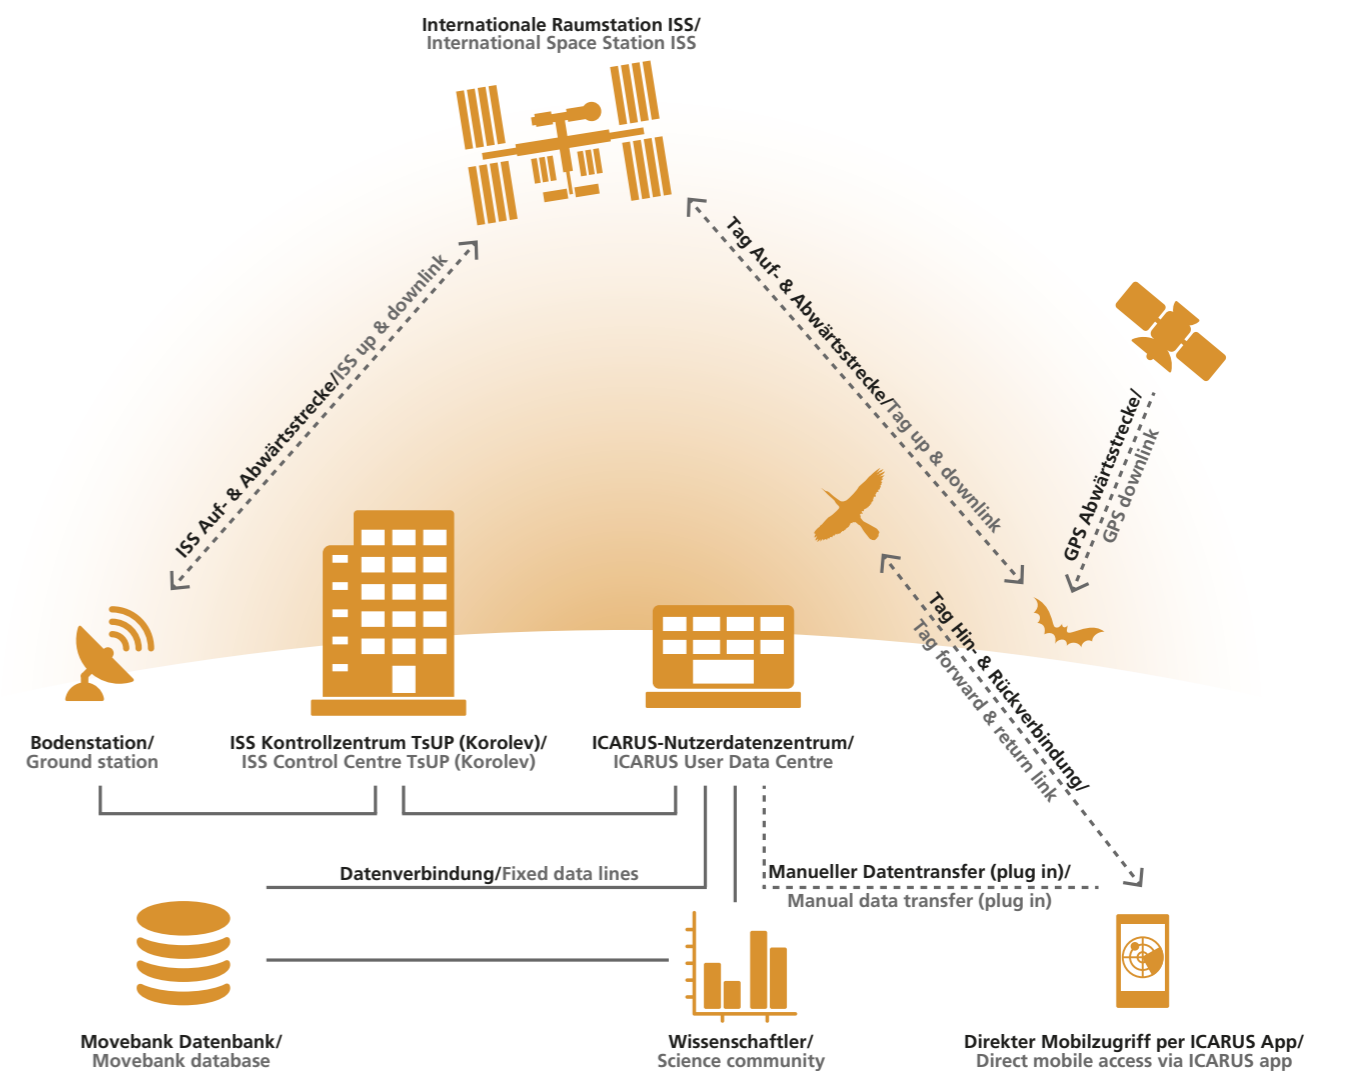 Internationale Raumstation ISS/
International Space Station ISS
ISS Auf- & Abwärtsstrecke/ISS up & downlink
Tag Auf- & Abwärtsstrecke/Tag up & downlink
GPS Abwärtsstrecke/
GPS downlink
Tag Hin- & Rückverbindung/
Tag forward & return link
Bodenstation/
Ground station
ISS Kontrollzentrum TsUP (Korolev)/
ISS Control Centre TsUP (Korolev)
ICARUS-Nutzerdatenzentrum/
ICARUS User Data Centre
Datenverbindung/Fixed data lines
Manueller Datentransfer (plug in)/
Manual data transfer (plug in)
Movebank Datenbank/
Movebank database
Wissenschaftler/
Science community
Direkter Mobilzugriff per ICARUS App/
Direct mobile access via ICARUS app